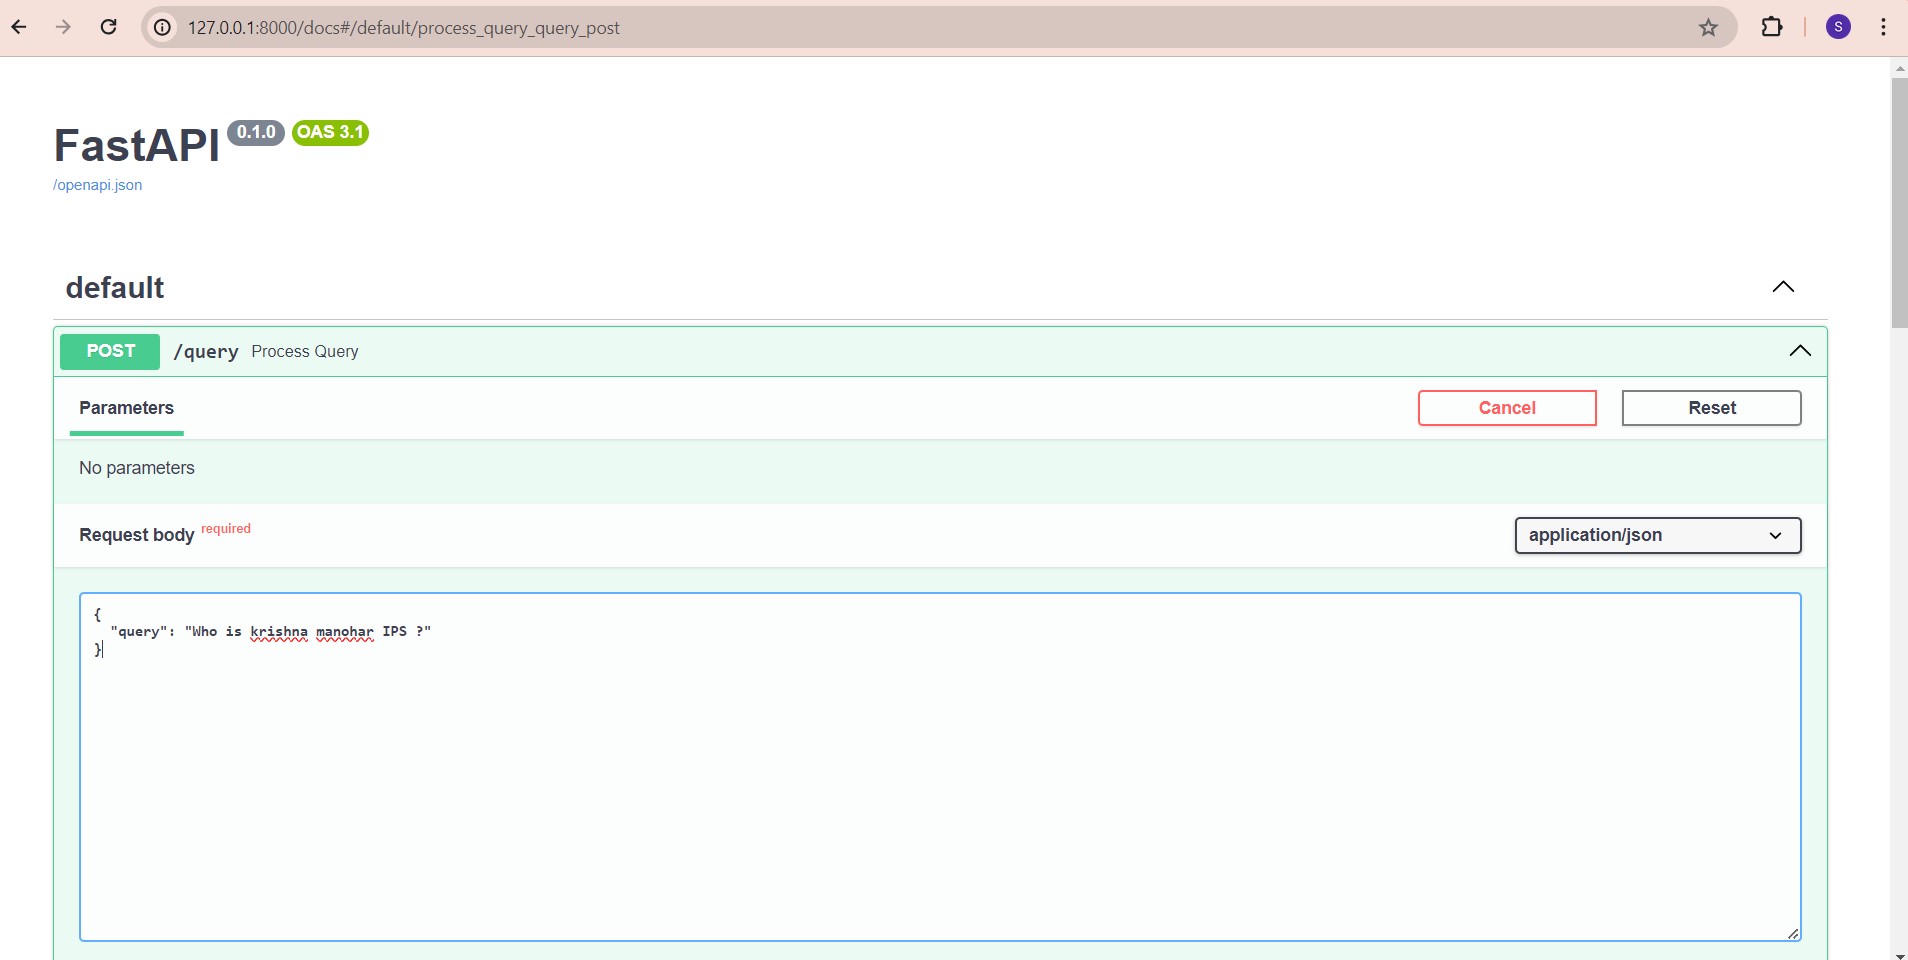 127.0.0.1:8000/docs#/default/process_query_query_post
S
FastAPI 0.1.0 OAS 3.1
/openapi.json
default
POST /query Process Query
Parameters Cancel Reset
No parameters
Request body required application/json
{
"query": "Who is krishna manohar IPS ?"
}